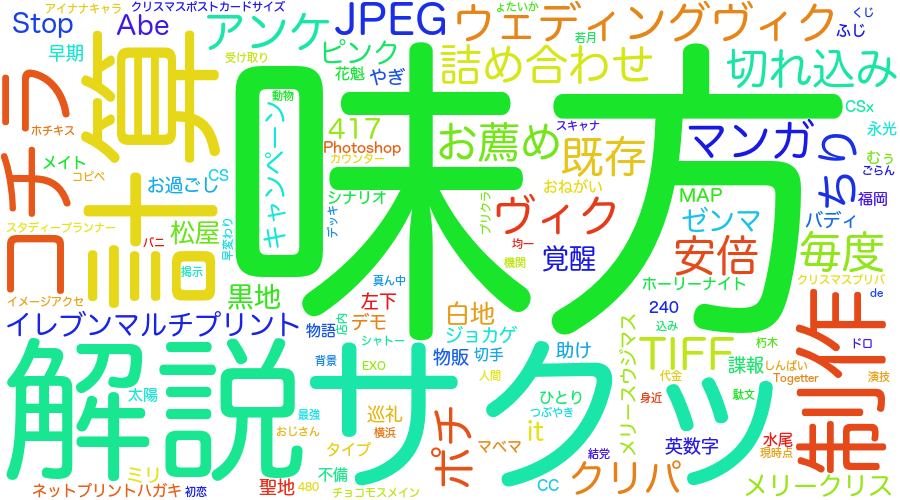 アイナナキャラ
クリスマスポストカードサイズ
Stop
Abe
アンケ
JPEG
ウェディングヴィク
ょたいか
くじ
ふじ
若月
早期
受け取り
ピンク
花魁
やぎ
詰め合わせ
切れ込み
コチラ
計算
味方
動物
キャンペーン
417
Photoshop
カウンター
お薦め
スキャナ
既存
マンガ
ちり
CSx
永光
むぅ
ごらん
ホチキス
メイト
コピペ
お過ごし
CS
シナリオ
デッキ
プリクラ
おねがい
MAP
福岡
スタディープランナー
バニ
松屋
早変わり
ヴィク
均一
機関
覚醒
ゼンマ
安倍
バディ
毎度
掲示
黒地
真ん中
左下
白地
ホーリーナイト
クリスマスプリパ
イメージアクセ
de
イレブンマルチプリント
物語
店内
デモ
ジョカゲ
240
込み
制作
シャトー
物販
切手
助け
メリースウジマス
TIFF
朽木
ドロ
解説
サクッ
背景
EXO
人間
諜報
しんぱい
代金
Togetter
演技
太陽
ひとり
身近
駄文
最強
巡礼
つぶやき
おじさん
横浜
ポチ
it
英数字
水尾
タイプ
マベマ
結党
現時点
ミリ
不備
クリパ
メリークリス
ネットプリントハガキ
初恋
聖地
480
チョコモスメイン
CC